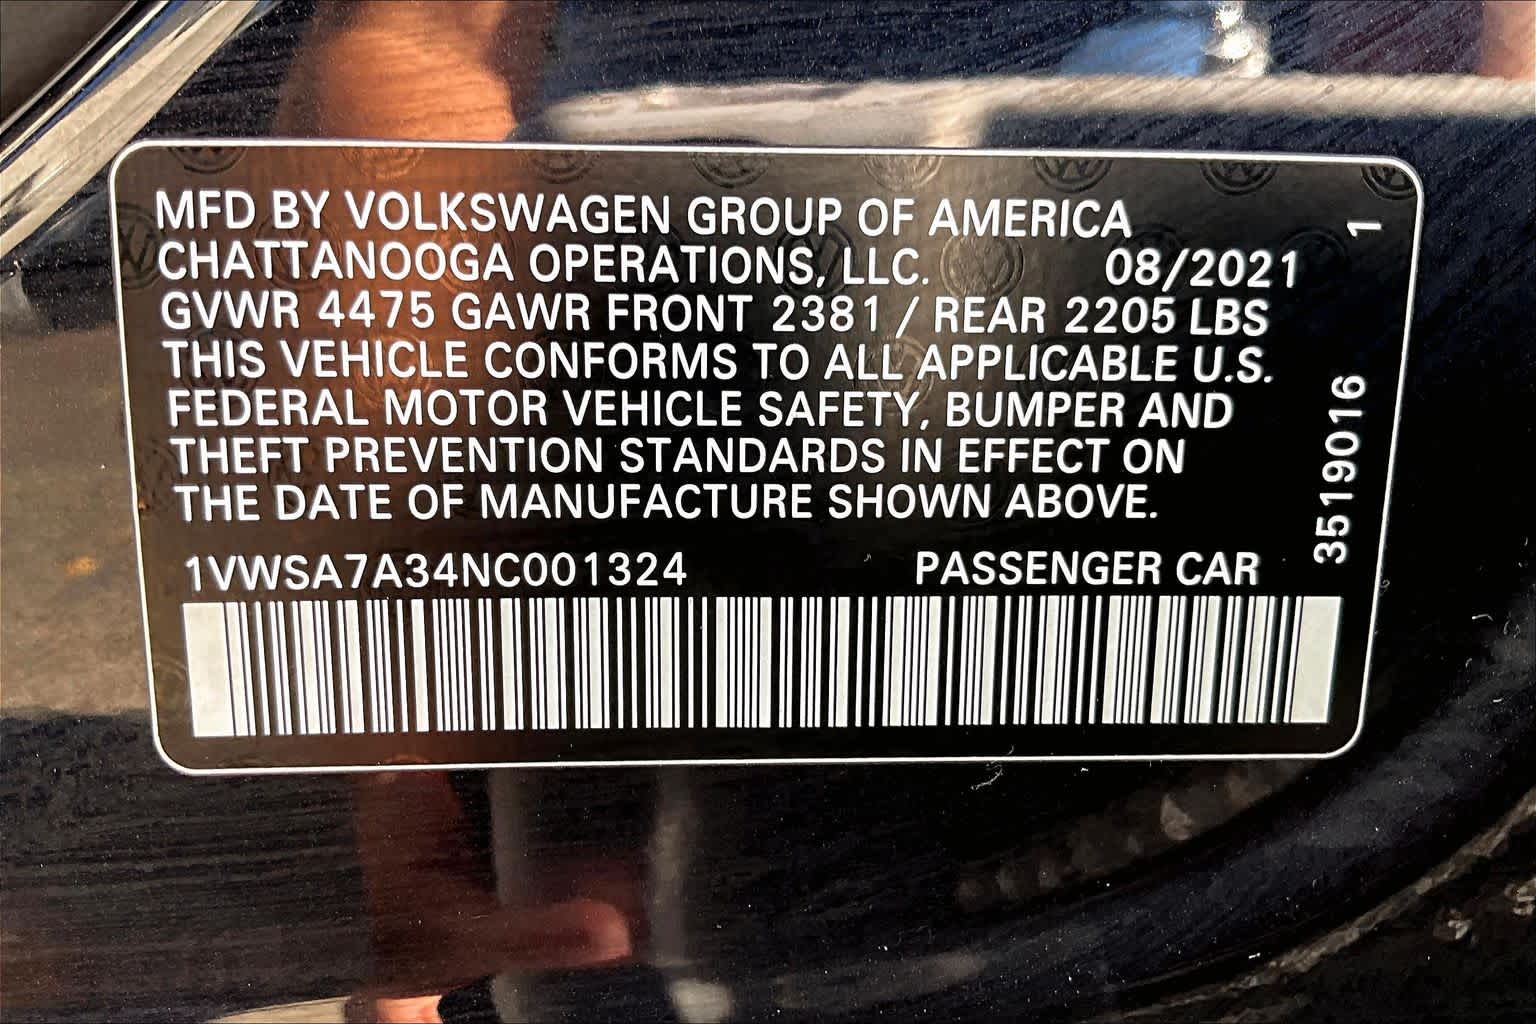 MFD BY VOLKSWAGEN GROUP OF AMERICA
CHATTANOOGA OPERATIONS, LLC. 08/2021
GVWR 4475 GAWR FRONT 2381 / REAR 2205 LBS
THIS VEHICLE CONFORMS TO ALL APPLICABLE U.S.
FEDERAL MOTOR VEHICLE SAFETY, BUMPER AND
THEFT PREVENTION STANDARDS IN EFFECT ON
THE DATE OF MANUFACTURE SHOWN ABOVE.
1VWSA7A34NC001324 PASSENGER CAR
3519016 1